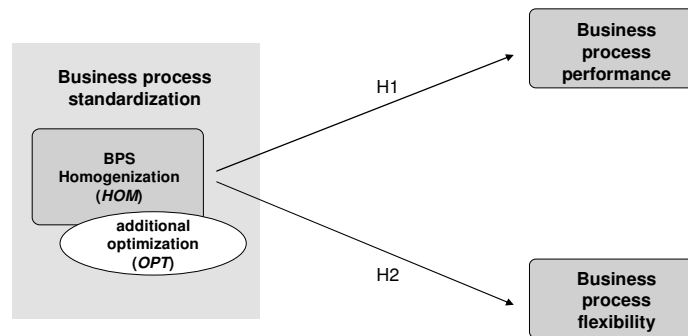 Business process
standardization
BPS
Homogenization
(HOM)
additional
optimization
(OPT)
H1
H2
Business
process
performance
Business
process
flexibility